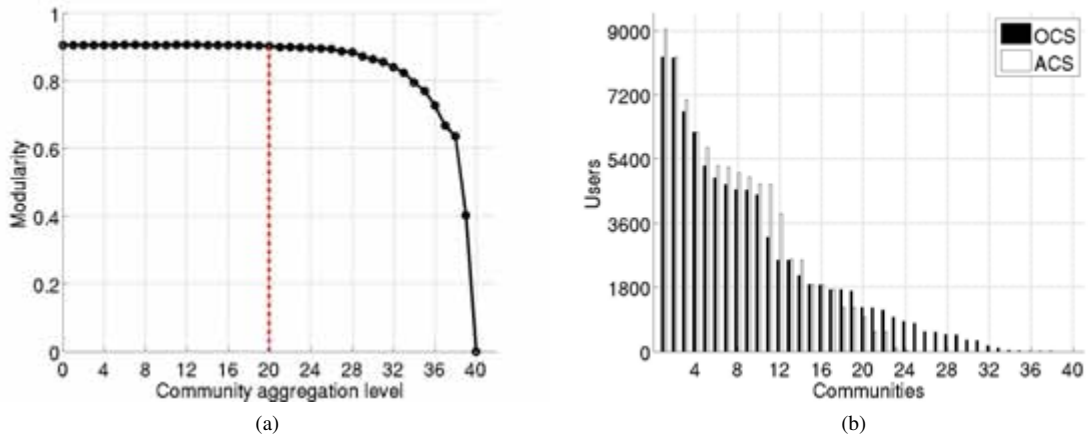 1
0.8
0.6
0.4
0.2
0
Modularity
0 4 8 12 16 20 24 28 32 36 40
Community aggregation level
(a)
9000
7200
5400
3600
1800
0
Users
OCS
ACS
4 8 12 16 20 24 28 32 36 40
Communities
(b)